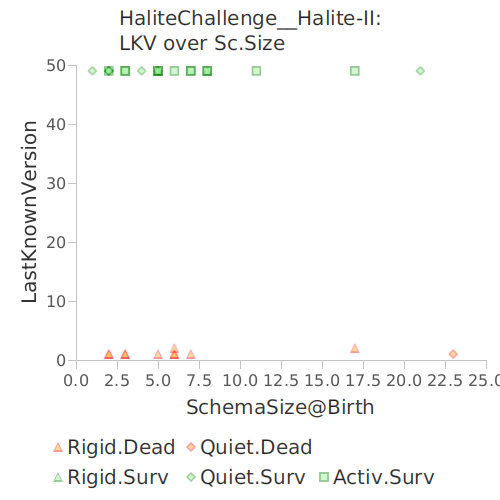 HaliteChallenge__Halite-II:
LKV over Sc.Size
50
40
30
20
10
0
LastKnownVersion
0.0 2.5 5.0 7.5 10.0 12.5 15.0 17.5 20.0 22.5 25.0
SchemaSize@Birth
Rigid.Dead Quiet.Dead
Rigid.Surv Quiet.Surv Activ.Surv